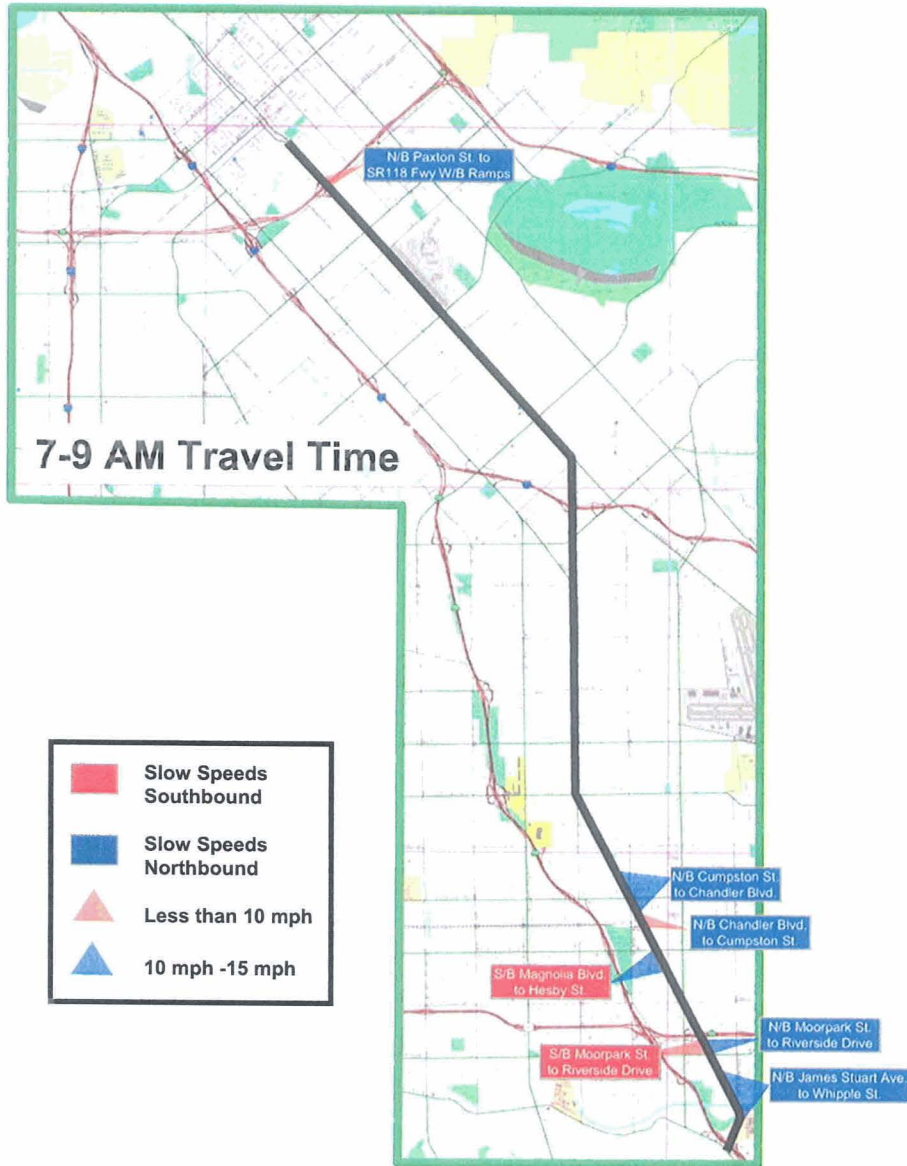 N/B Paxton St. to
SR118 Fwy W/B Ramps
7-9 AM Travel Time
Slow Speeds
Southbound
Slow Speeds
Northbound
Less than 10 mph
10 mph -15 mph
N/B Cumpston St.
to Chandler Blvd.
N/B Chandler Blvd.
to Cumpston St.
S/B Magnolia Blvd.
to Hesby St.
N/B Moorpark St.
to Riverside Drive
S/B Moorpark St.
to Riverside Drive
N/B James Stuart Ave.
to Whipple St.